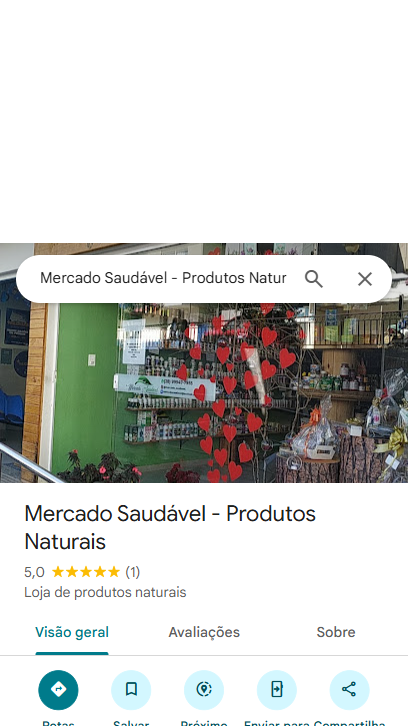 Mercado Saudável - Produtos Natur
Mercado Saudável - Produtos
Naturais
5,0 ★★★★★ (1)
Loja de produtos naturais
Visão geral Avaliações Sobre
Rotas Salvar Próximo Enviar para Compartilha